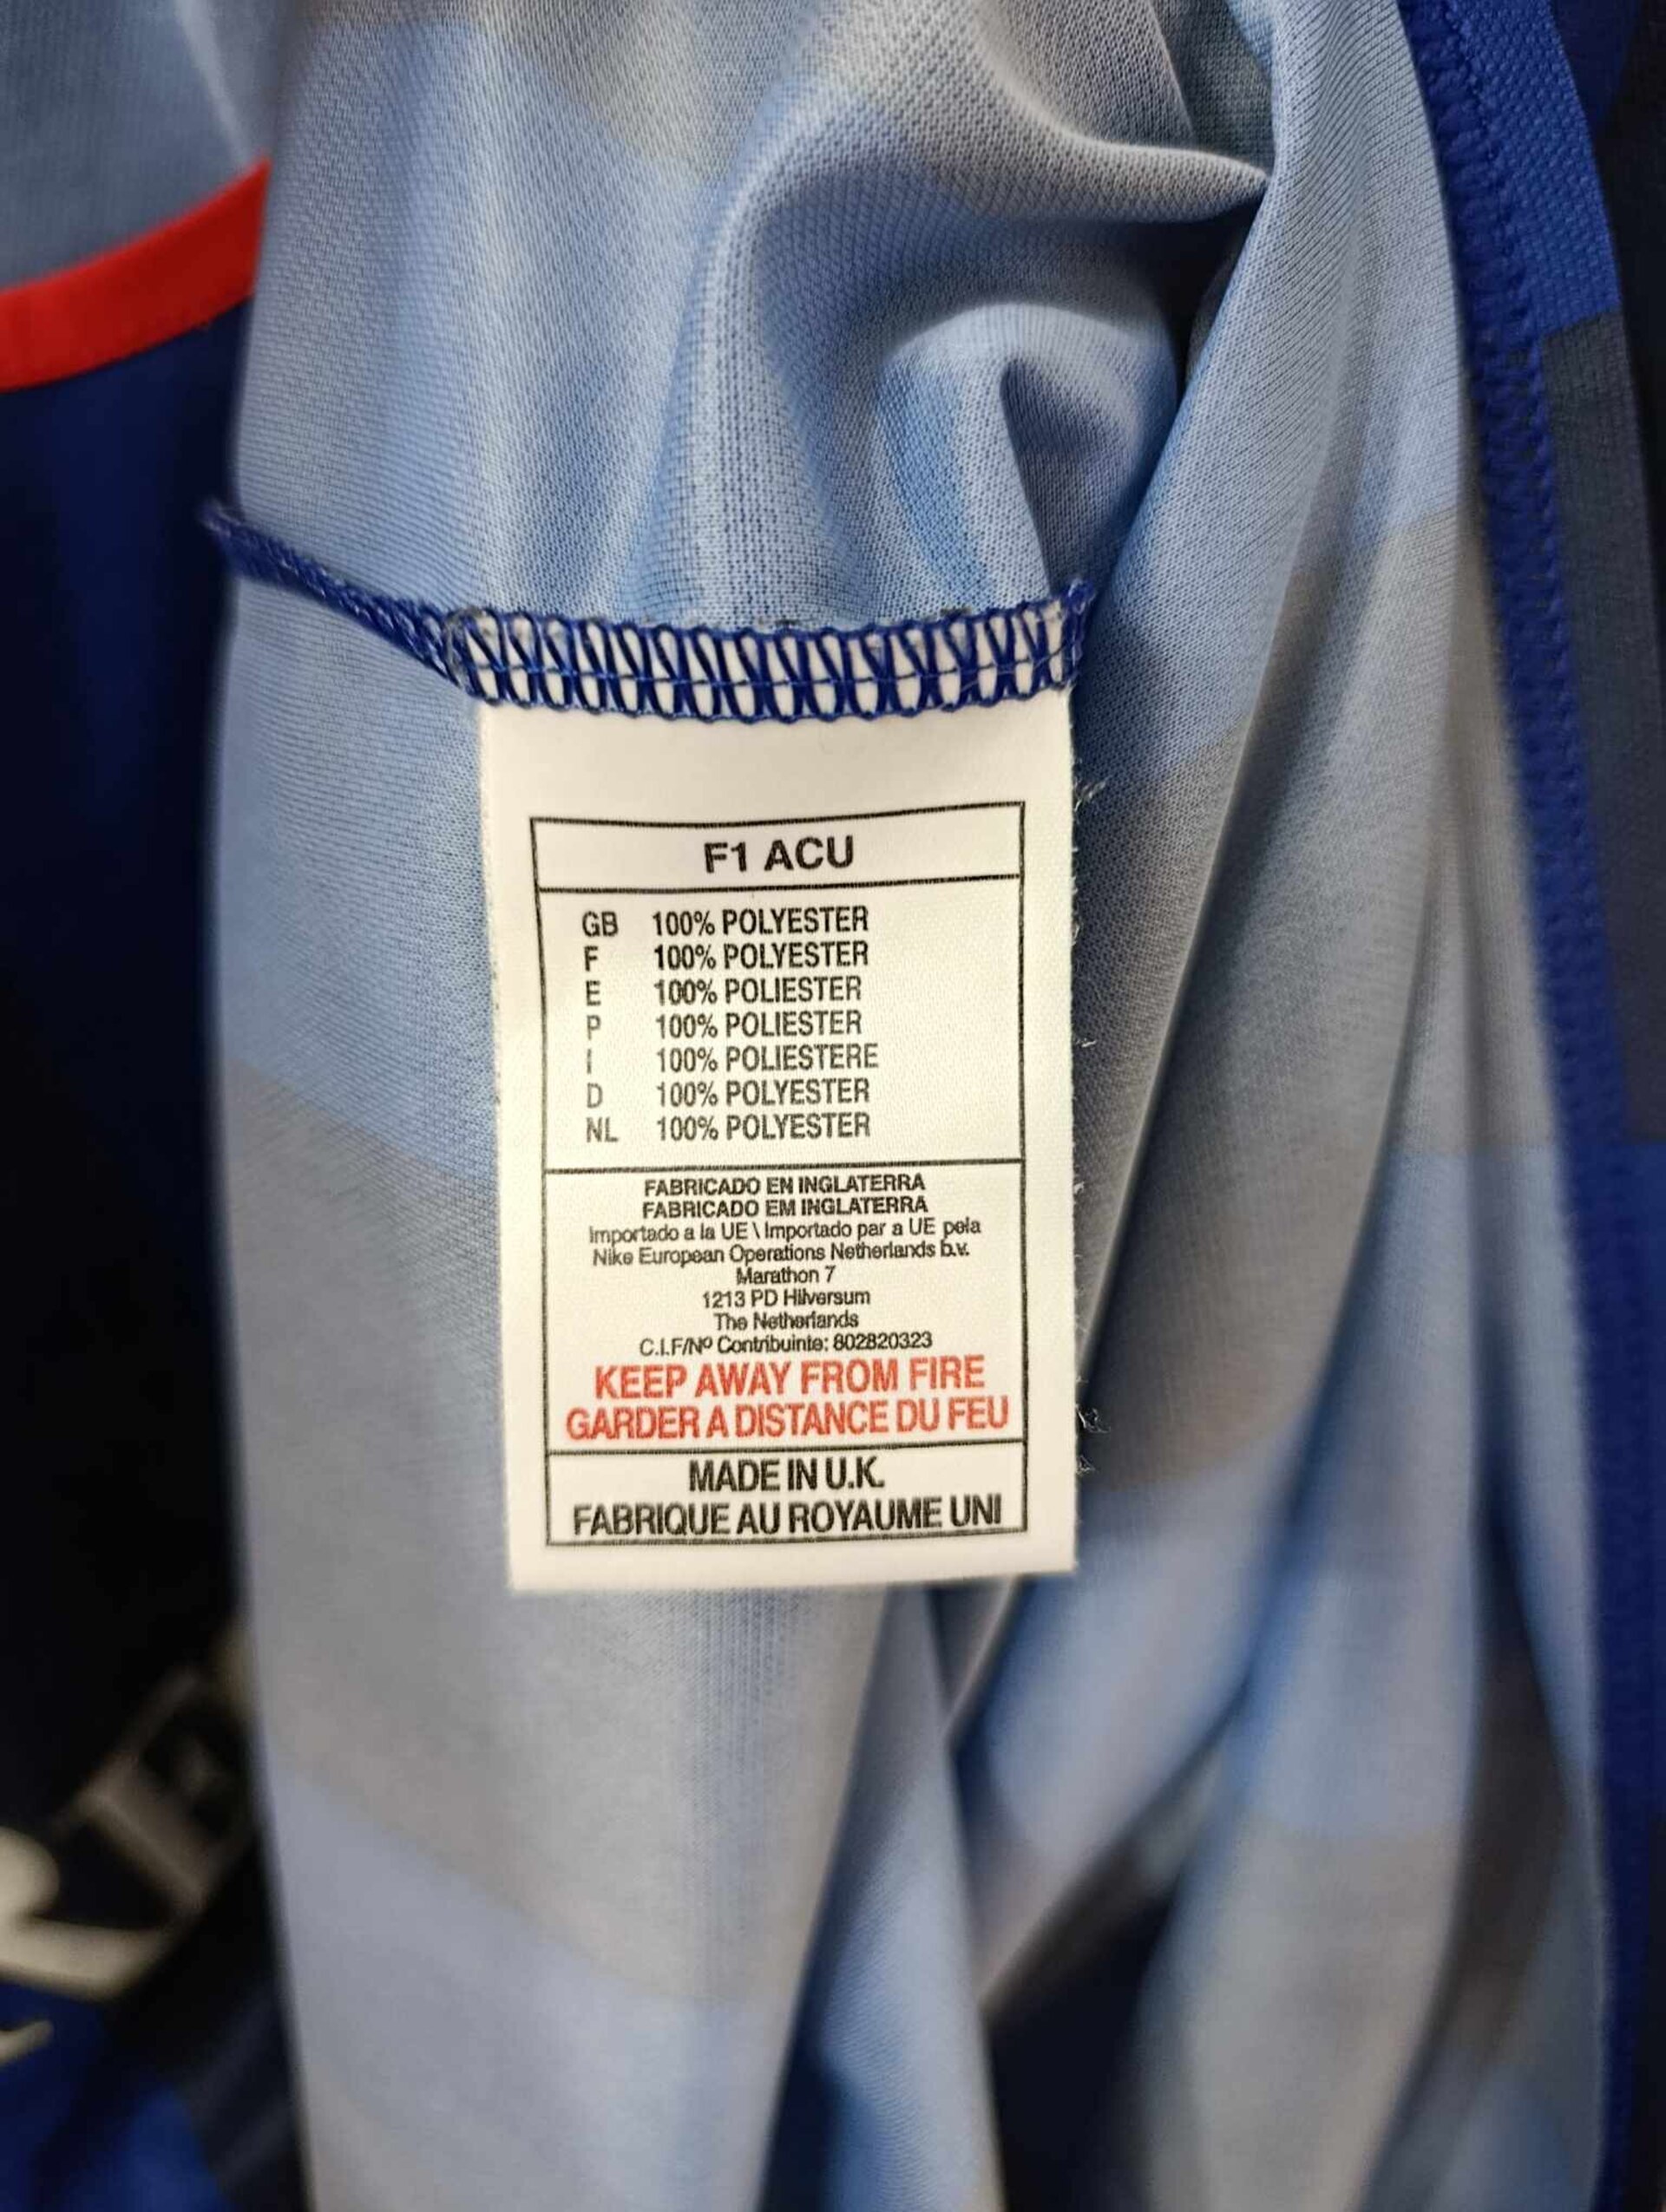 F1 ACU
GB 100% POLYESTER
F 100% POLYESTER
E 100% POLIESTER
P 100% POLIESTER
I 100% POLIESTERE
D 100% POLYESTER
NL 100% POLYESTER
FABRICADO EN INGLATERRA
FABRICADO EM INGLATERRA
Importado a la UE \ Importado par a UE pela
Nike European Operations Netherlands b.v.
Marathon 7
1213 PD Hilversum
The Netherlands
C.I.F/Nº Contribuinte: 802820323
KEEP AWAY FROM FIRE
GARDER A DISTANCE DU FEU
MADE IN U.K.
FABRIQUE AU ROYAUME UNI